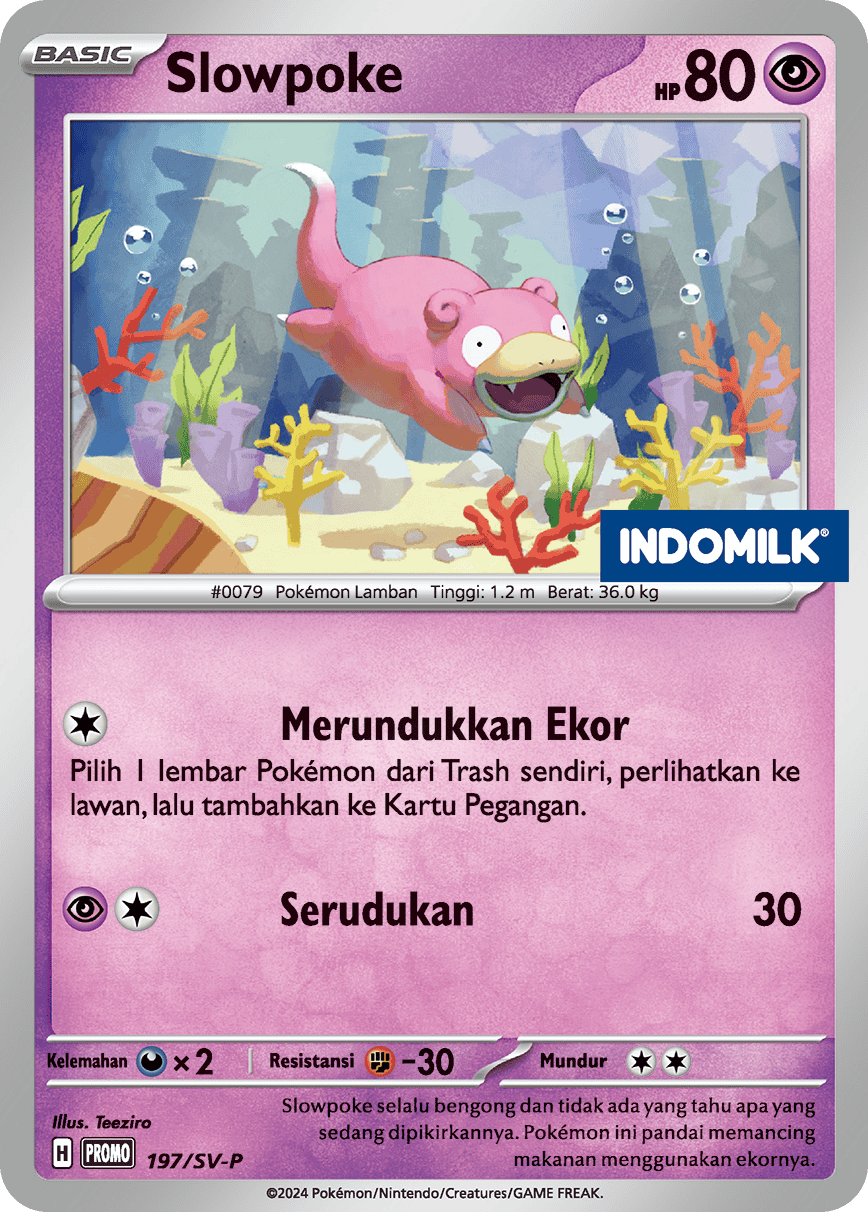 BASIC
Slowpoke
HP 80
INDOMILK®
#0079 Pokémon Lamban Tinggi: 1.2 m Berat: 36.0 kg
Merundukkan Ekor
Pilih 1 lembar Pokémon dari Trash sendiri, perlihatkan ke
lawan, lalu tambahkan ke Kartu Pegangan.
Serudukan 30
Kelemahan ×2 Resistansi -30 Mundur
Slowpoke selalu bengong dan tidak ada yang tahu apa yang
sedang dipikirkannya. Pokémon ini pandai memancing
makanan menggunakan ekornya.
Illus. Teeziro
H PROMO 197/SV-P
©2024 Pokémon/Nintendo/Creatures/GAME FREAK.